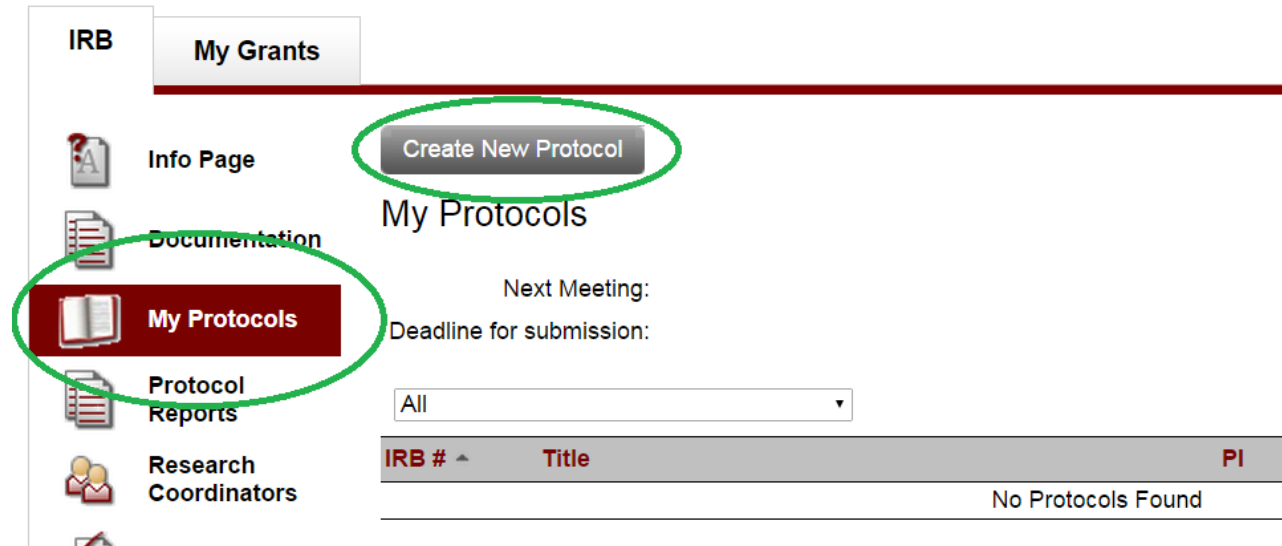 IRB
My Grants
Info Page
Documentation
My Protocols
Protocol
Reports
Research
Coordinators
Create New Protocol
My Protocols
Next Meeting:
Deadline for submission:
All
IRB # Title PI
No Protocols Found